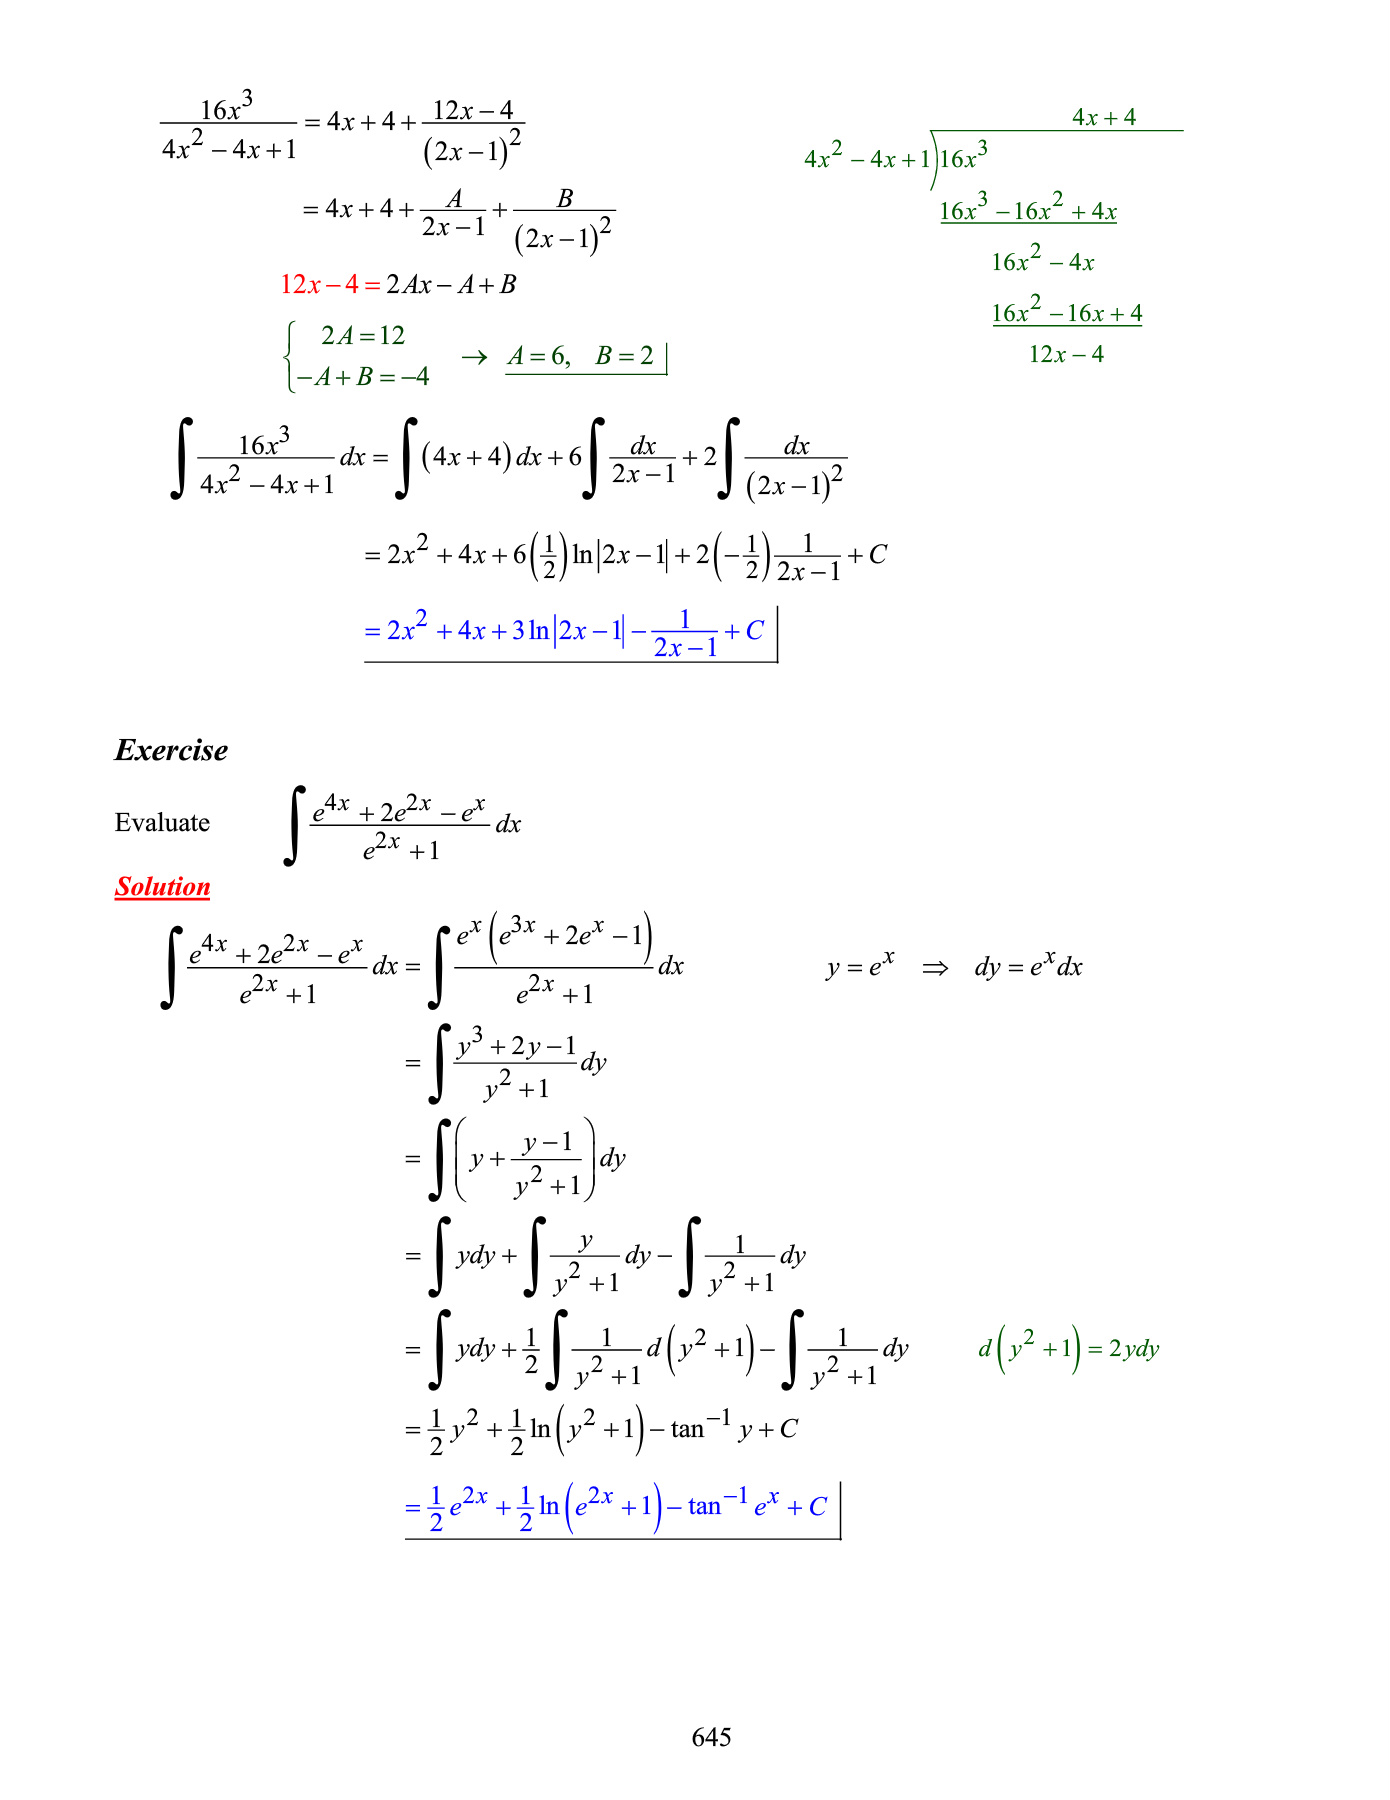 $\frac{16x^3}{4x^2-4x+1} = 4x+4+\frac{12x-4}{(2x-1)^2}$
$= 4x+4+\frac{A}{2x-1}+\frac{B}{(2x-1)^2}$
$12x-4 = 2Ax-A+B$
$\begin{cases} 2A=12 \\ -A+B=-4 \end{cases} \rightarrow \underline{A=6, \quad B=2}|$
$4x+4$
$4x^2-4x+1 \overline{)16x^3}$
$\underline{16x^3-16x^2+4x}$
$16x^2-4x$
$\underline{16x^2-16x+4}$
$12x-4$
$\int \frac{16x^3}{4x^2-4x+1}dx = \int (4x+4)dx+6\int \frac{dx}{2x-1}+2\int \frac{dx}{(2x-1)^2}$
$= 2x^2+4x+6\left(\frac{1}{2}\right)\ln|2x-1|+2\left(-\frac{1}{2}\right)\frac{1}{2x-1}+C$
$\underline{= 2x^2+4x+3\ln|2x-1|-\frac{1}{2x-1}+C}|$
Exercise
Evaluate $\int \frac{e^{4x}+2e^{2x}-e^x}{e^{2x}+1}dx$
Solution
$\int \frac{e^{4x}+2e^{2x}-e^x}{e^{2x}+1}dx = \int \frac{e^x\left(e^{3x}+2e^x-1\right)}{e^{2x}+1}dx \quad y=e^x \Rightarrow dy=e^xdx$
$= \int \frac{y^3+2y-1}{y^2+1}dy$
$= \int \left(y+\frac{y-1}{y^2+1}\right)dy$
$= \int ydy+\int \frac{y}{y^2+1}dy-\int \frac{1}{y^2+1}dy$
$= \int ydy+\frac{1}{2}\int \frac{1}{y^2+1}d\left(y^2+1\right)-\int \frac{1}{y^2+1}dy \quad d\left(y^2+1\right)=2ydy$
$= \frac{1}{2}y^2+\frac{1}{2}\ln\left(y^2+1\right)-\tan^{-1}y+C$
$\underline{= \frac{1}{2}e^{2x}+\frac{1}{2}\ln\left(e^{2x}+1\right)-\tan^{-1}e^x+C}|$
645